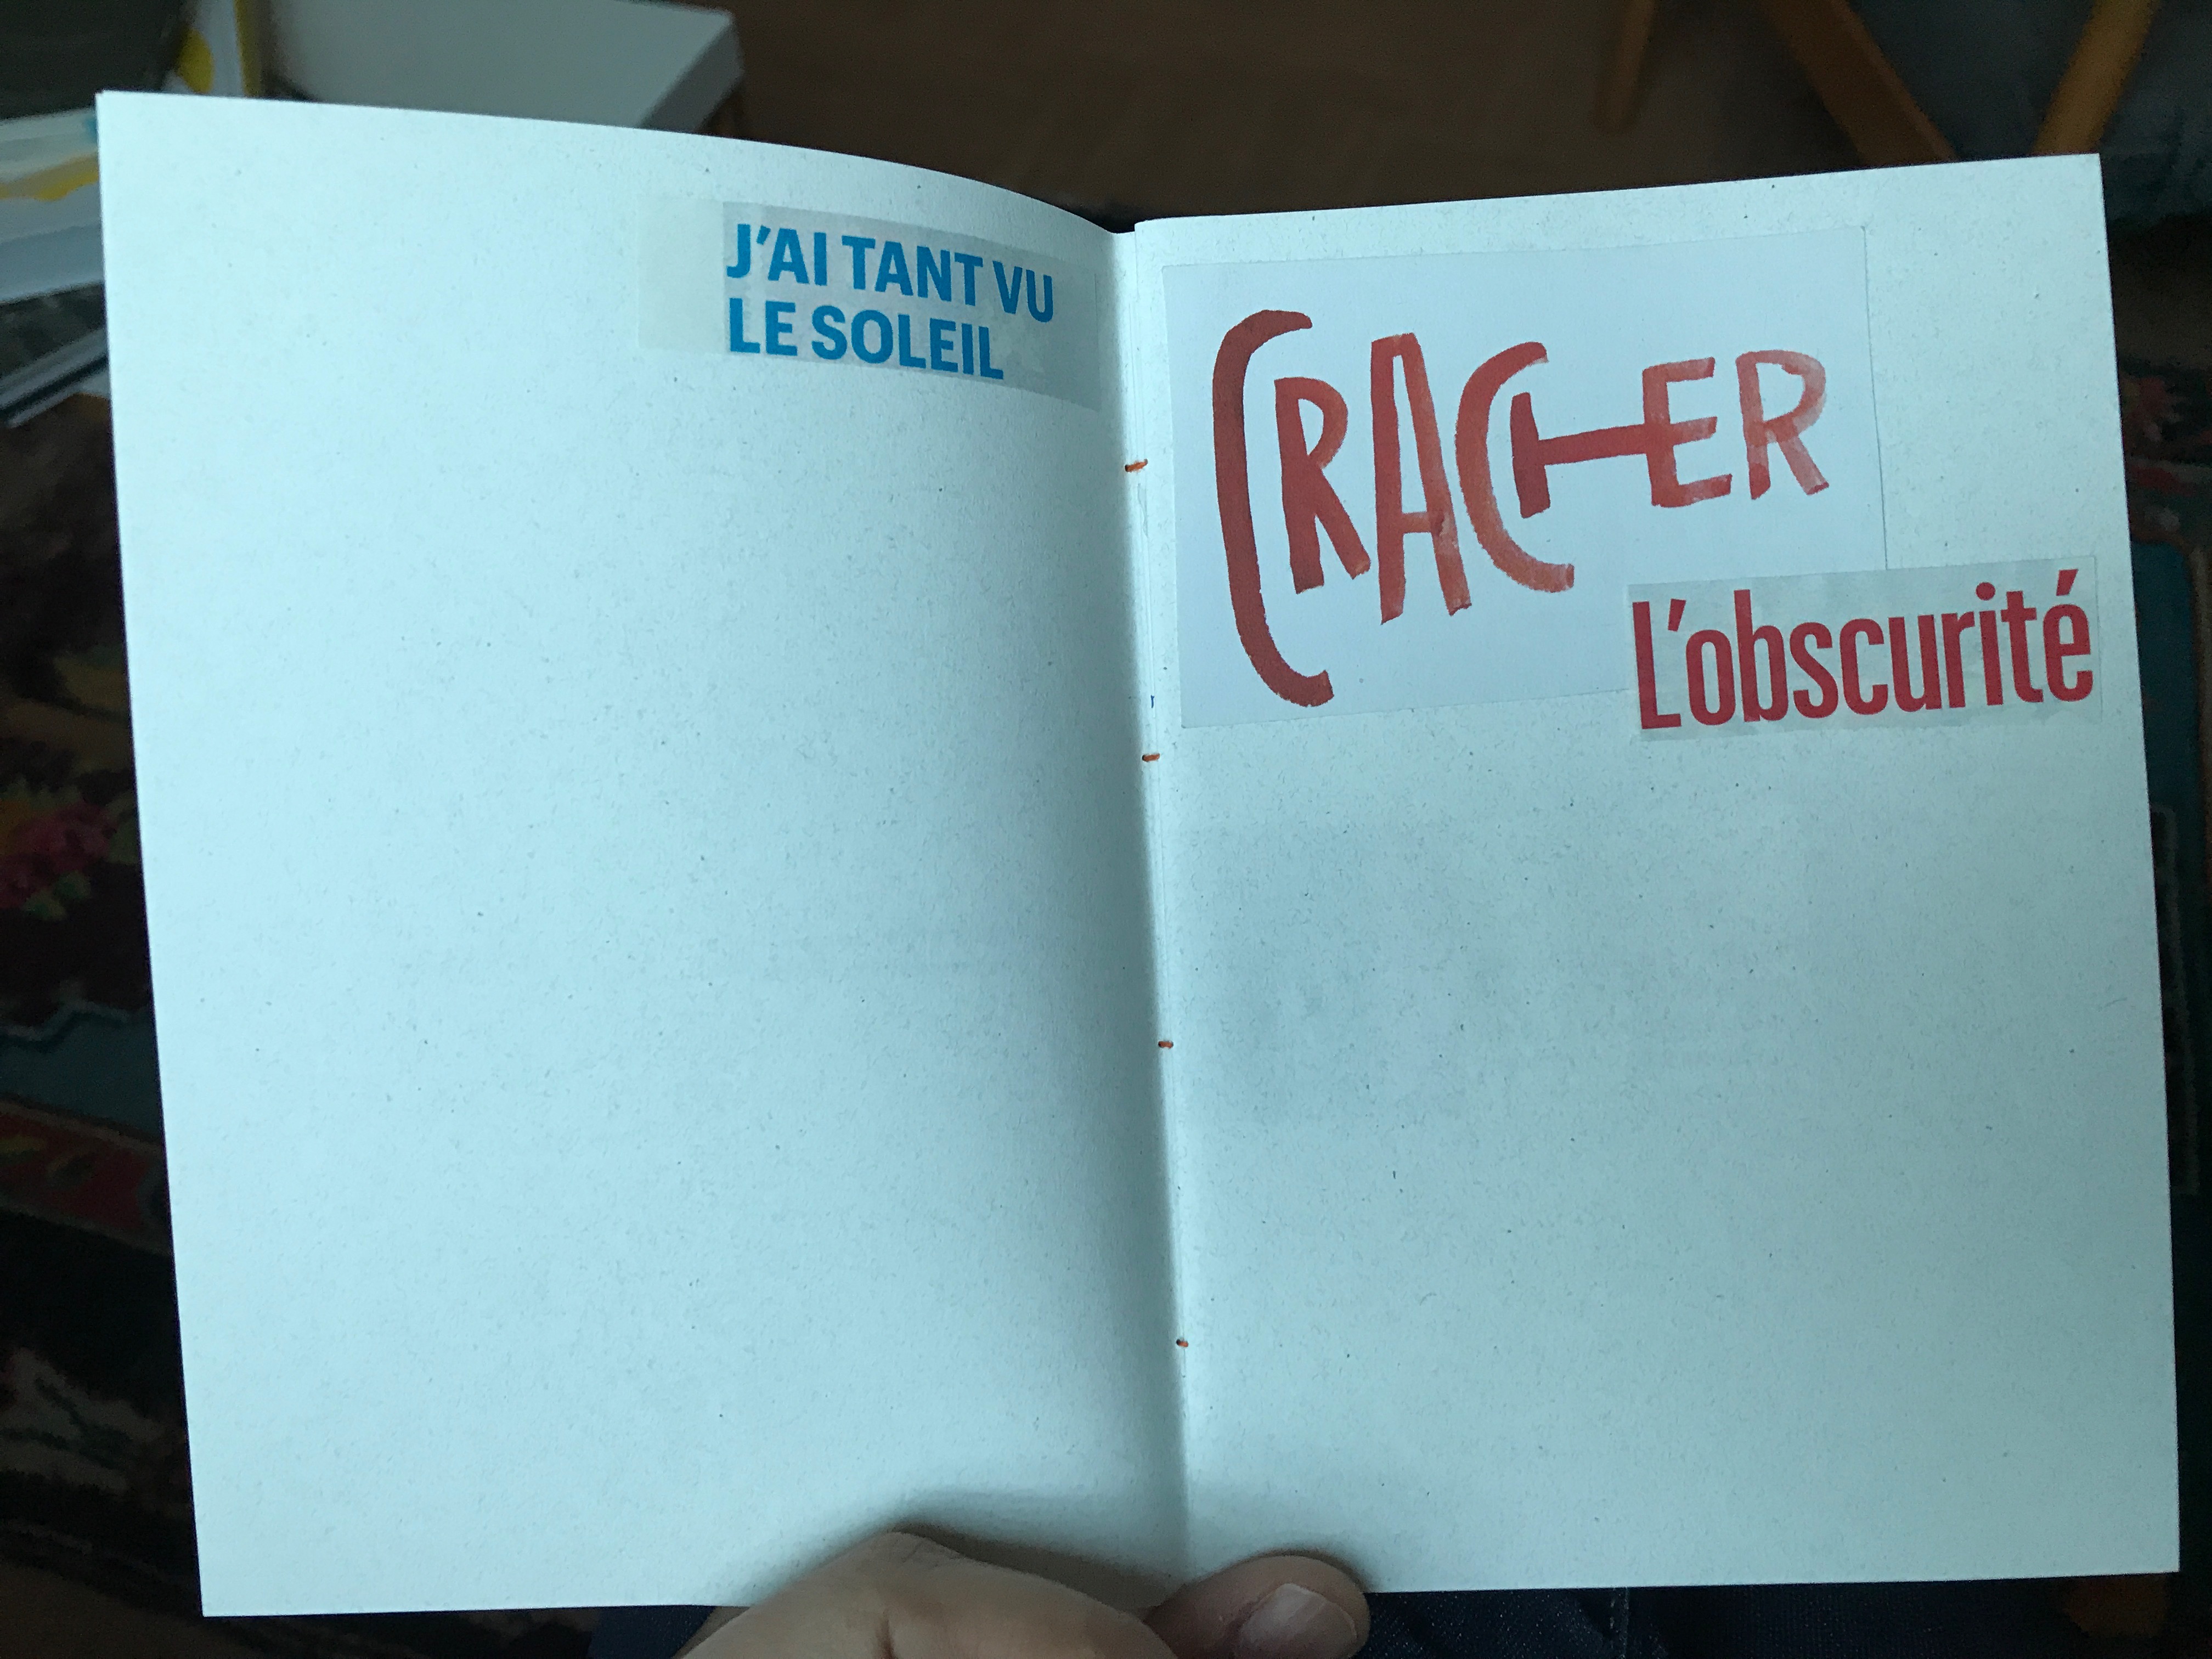 J'AI TANT VU
LE SOLEIL
CRACHER
L'obscurité